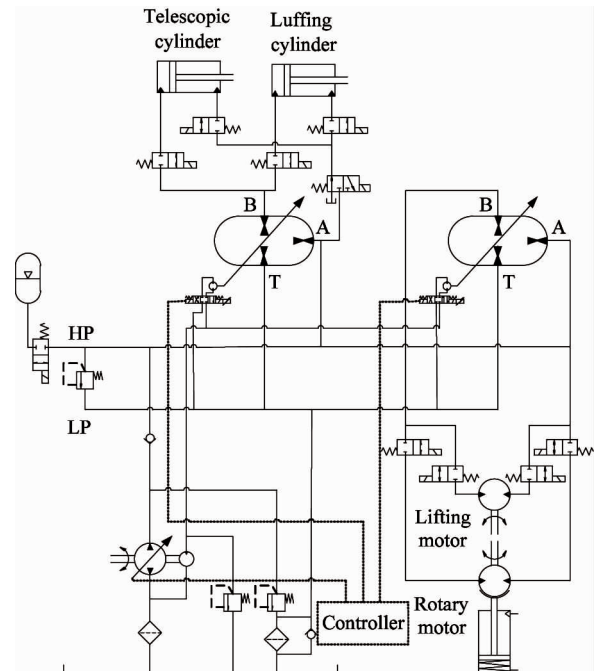 Telescopic
cylinder
Luffing
cylinder
B
A
T
B
A
T
HP
LP
Lifting
motor
Controller
Rotary
motor